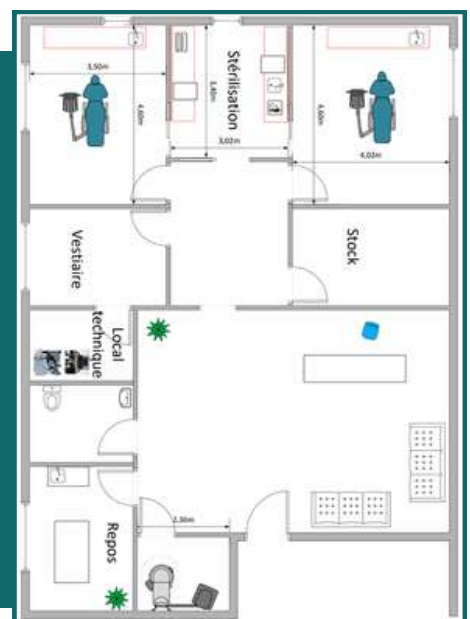 3,50m
4,60m
Stérilisation
3,40m
3,02m
4,60m
4,02m
Vestiaire
Stock
Local
technique
2,30m
Repos